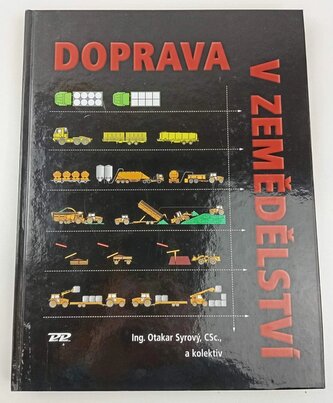 DOPRAVA
V ZEMĚDĚLSTVÍ
Ing. Otakar Syrový, CSc.,
a kolektiv